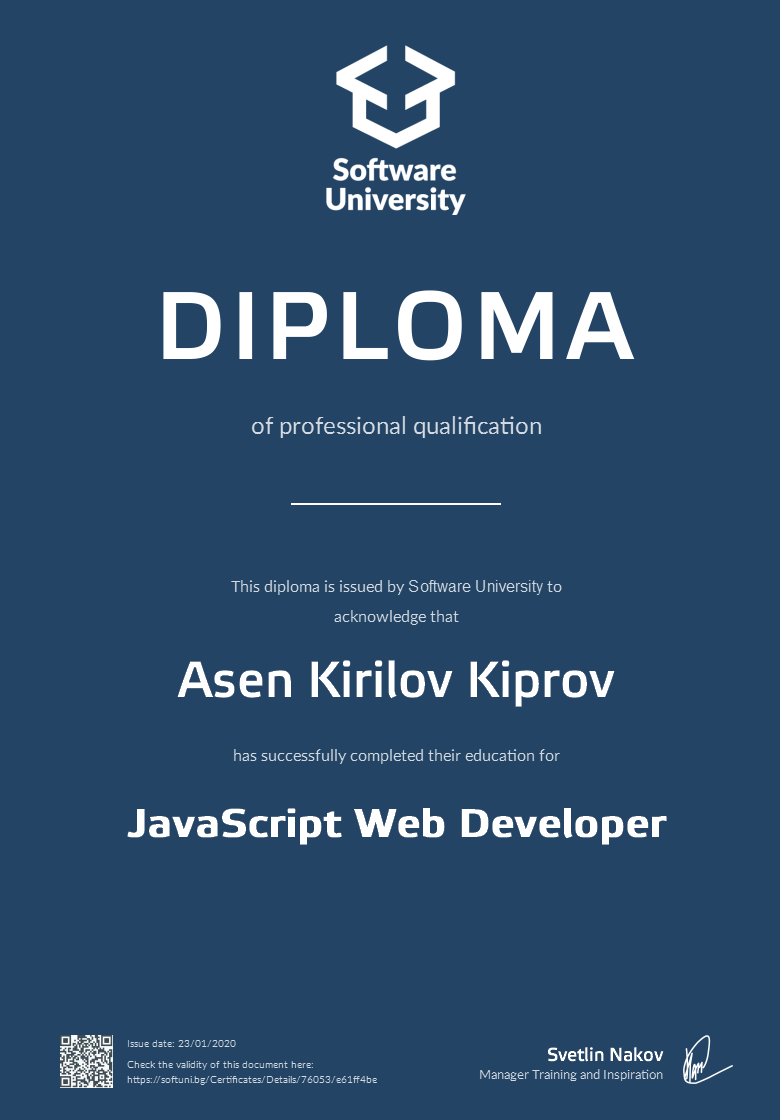 Software
University
DIPLOMA
of professional qualification
This diploma is issued by Software University to
acknowledge that
Asen Kirilov Kiprov
has successfully completed their education for
JavaScript Web Developer
Issue date: 23/01/2020
Check the validity of this document here:
https://softuni.bg/Certificates/Details/76053/e61ff4be
Svetlin Nakov
Manager Training and Inspiration